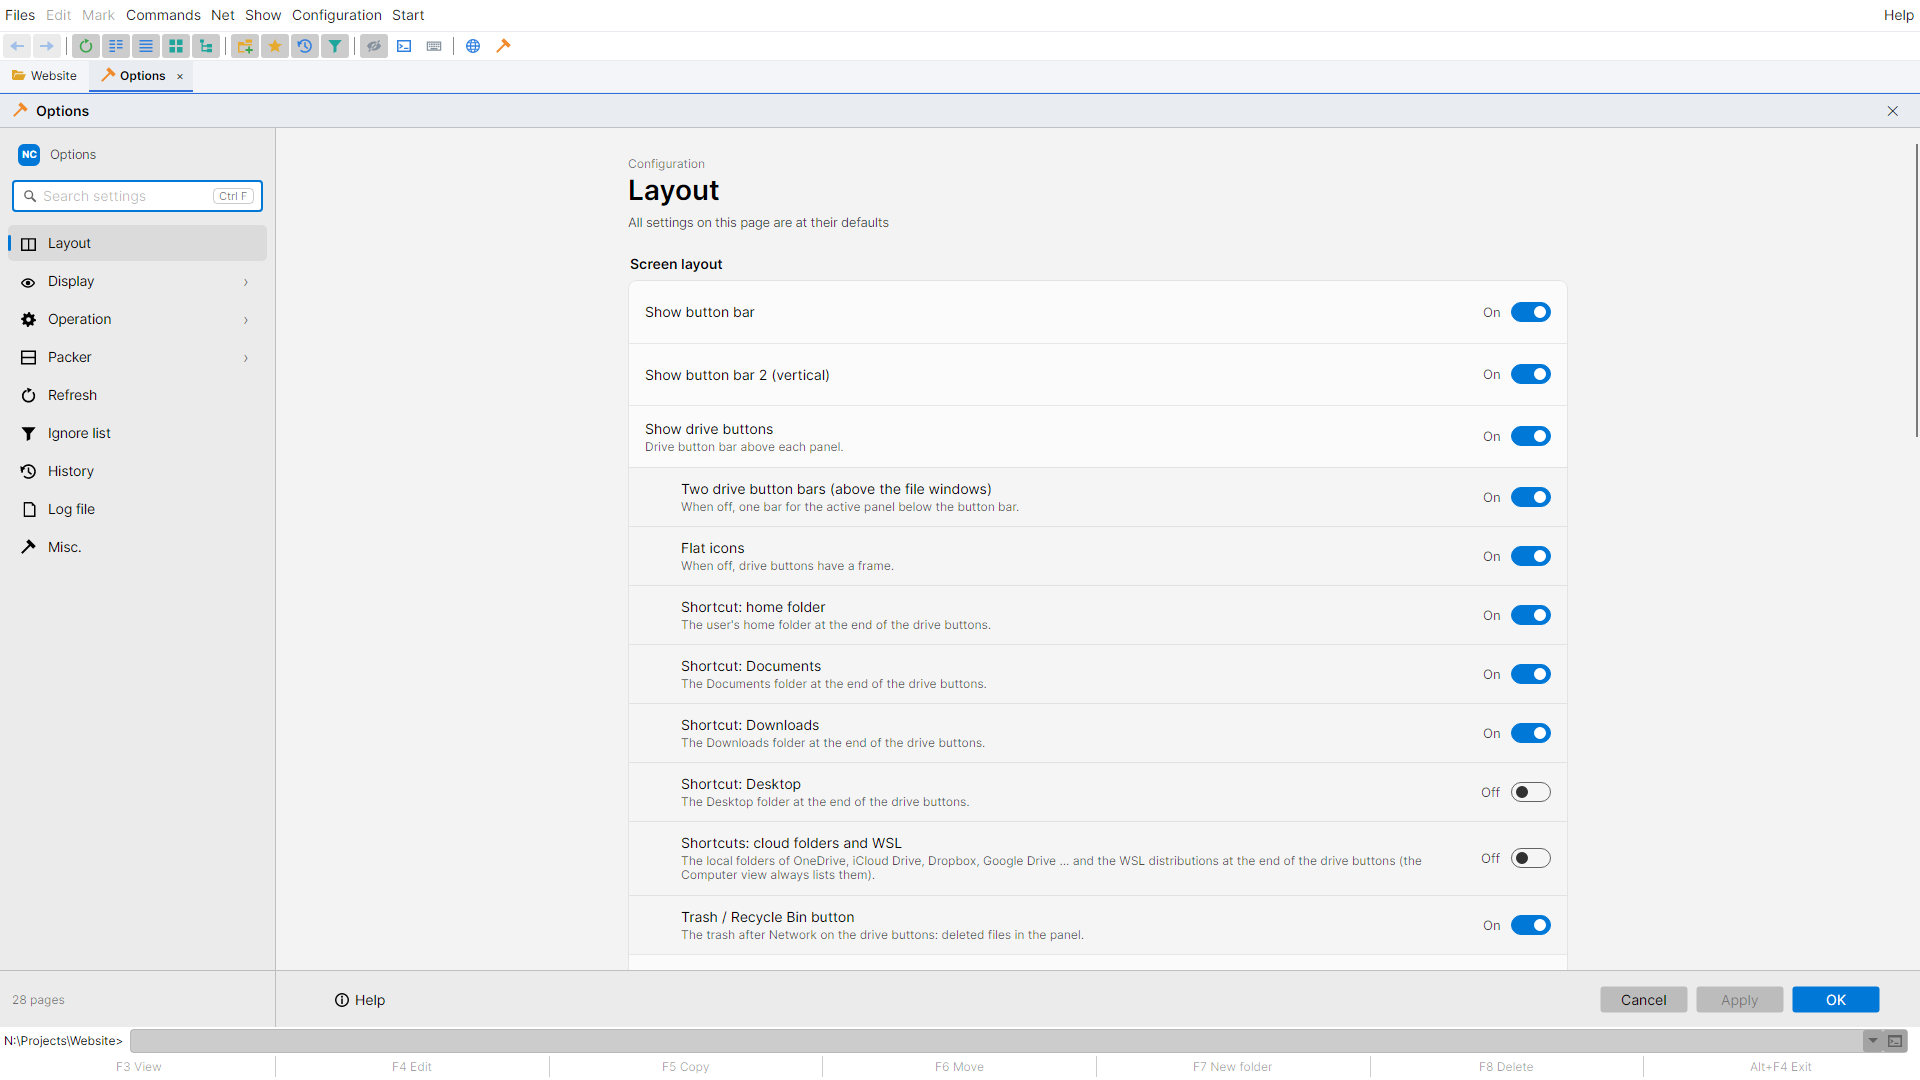 Files Edit Mark Commands Net Show Configuration Start Help
Website Options ×
Options
NC Options
Search settings Ctrl F
Layout
Display
Operation
Packer
Refresh
Ignore list
History
Log file
Misc.
28 pages
Configuration
Layout
All settings on this page are at their defaults
Screen layout
Show button bar On
Show button bar 2 (vertical) On
Show drive buttons On
Drive button bar above each panel.
Two drive button bars (above the file windows) On
When off, one bar for the active panel below the button bar.
Flat icons On
When off, drive buttons have a frame.
Shortcut: home folder On
The user's home folder at the end of the drive buttons.
Shortcut: Documents On
The Documents folder at the end of the drive buttons.
Shortcut: Downloads On
The Downloads folder at the end of the drive buttons.
Shortcut: Desktop Off
The Desktop folder at the end of the drive buttons.
Shortcuts: cloud folders and WSL Off
The local folders of OneDrive, iCloud Drive, Dropbox, Google Drive ... and the WSL distributions at the end of the drive buttons (the
Computer view always lists them).
Trash / Recycle Bin button On
The trash after Network on the drive buttons: deleted files in the panel.
Help Cancel Apply OK
N:\Projects\Website>
F3 View F4 Edit F5 Copy F6 Move F7 New folder F8 Delete Alt+F4 Exit